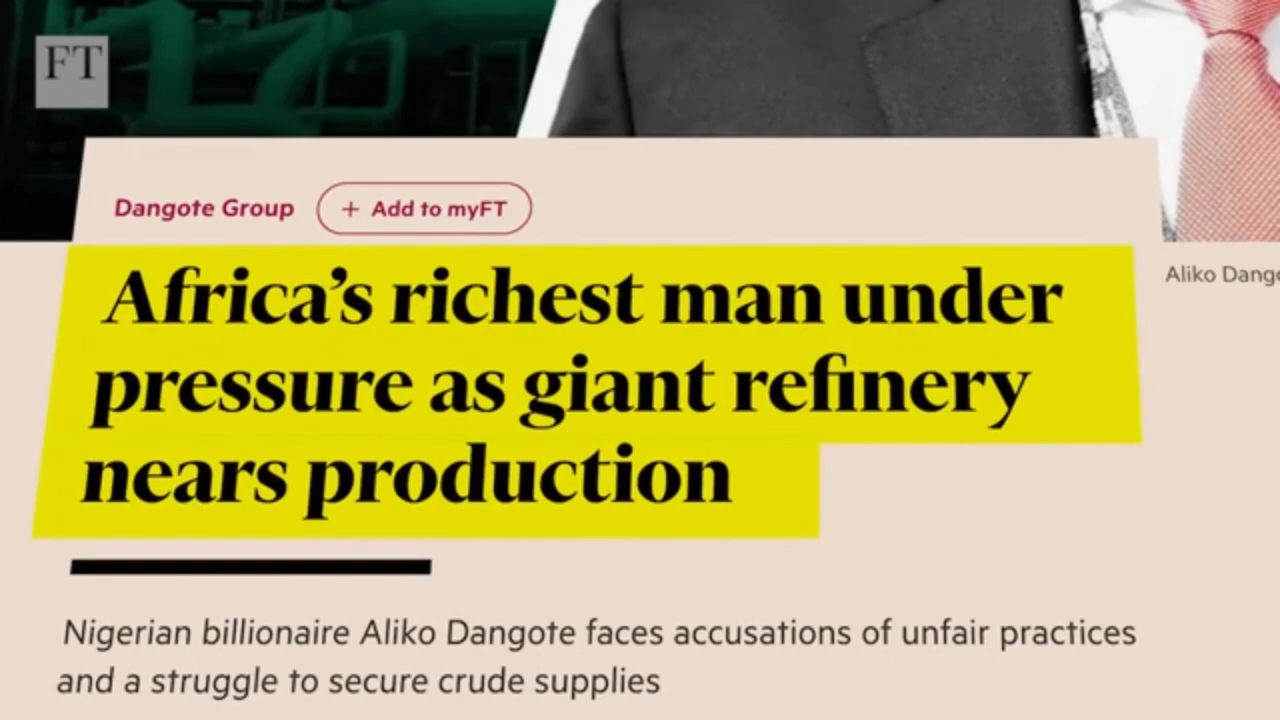 FT
Dangote Group
+ Add to myFT
Africa’s richest man under
pressure as giant refinery
nears production
Aliko
Nigerian billionaire Aliko Dangote faces accusations of unfair practices
and a struggle to secure crude supplies